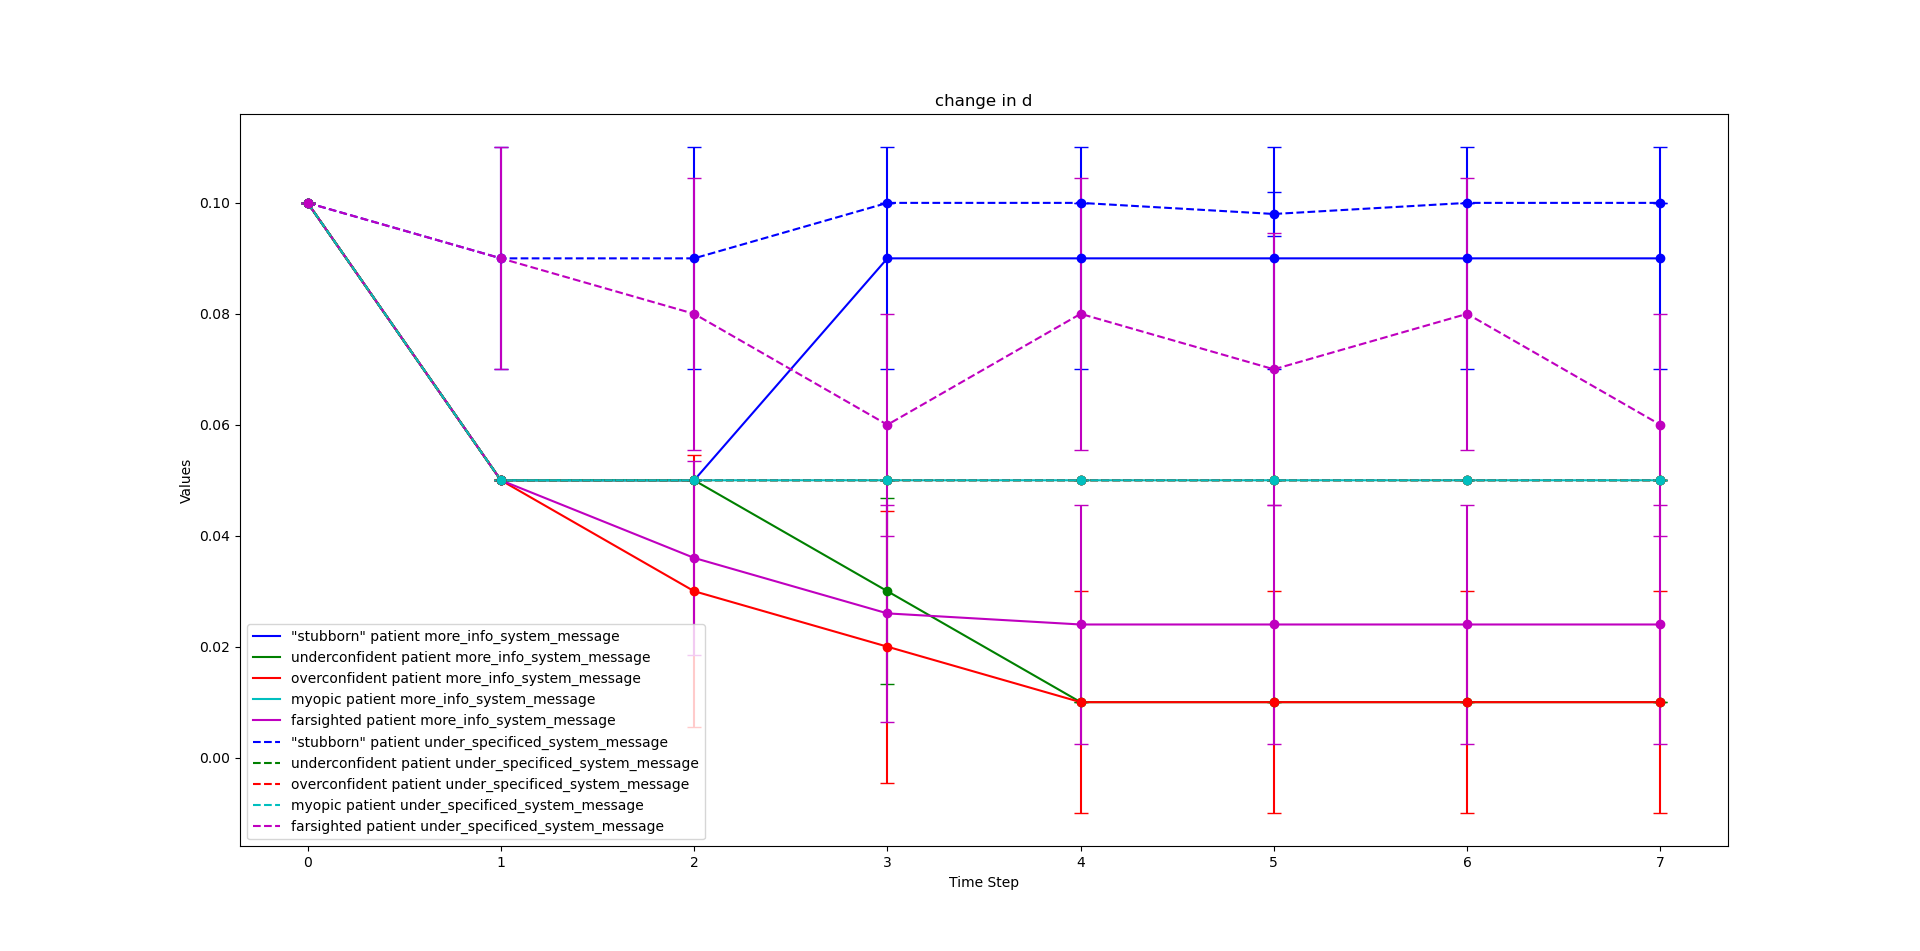 change in d
Values
0.10
0.08
0.06
0.04
0.02
0.00
"stubborn" patient more_info_system_message
underconfident patient more_info_system_message
overconfident patient more_info_system_message
myopic patient more_info_system_message
farsighted patient more_info_system_message
"stubborn" patient under_specificed_system_message
underconfident patient under_specificed_system_message
overconfident patient under_specificed_system_message
myopic patient under_specificed_system_message
farsighted patient under_specificed_system_message
0 1 2 3 4 5 6 7
Time Step